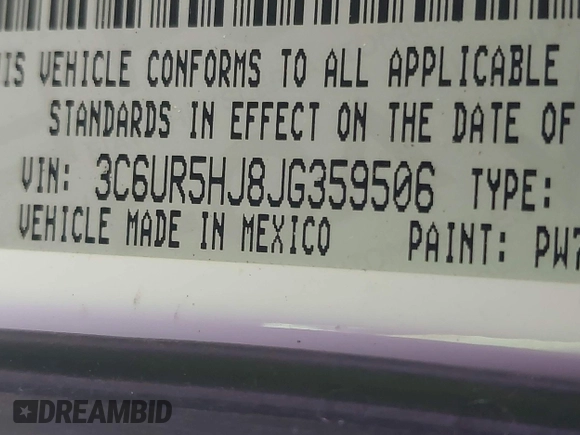 IS VEHICLE CONFORMS TO ALL APPLICABLE
STANDARDS IN EFFECT ON THE DATE OF
VIN: 3C6UR5HJ8JG359506 TYPE:
VEHICLE MADE IN MEXICO PAINT: PW7
DREAMBID